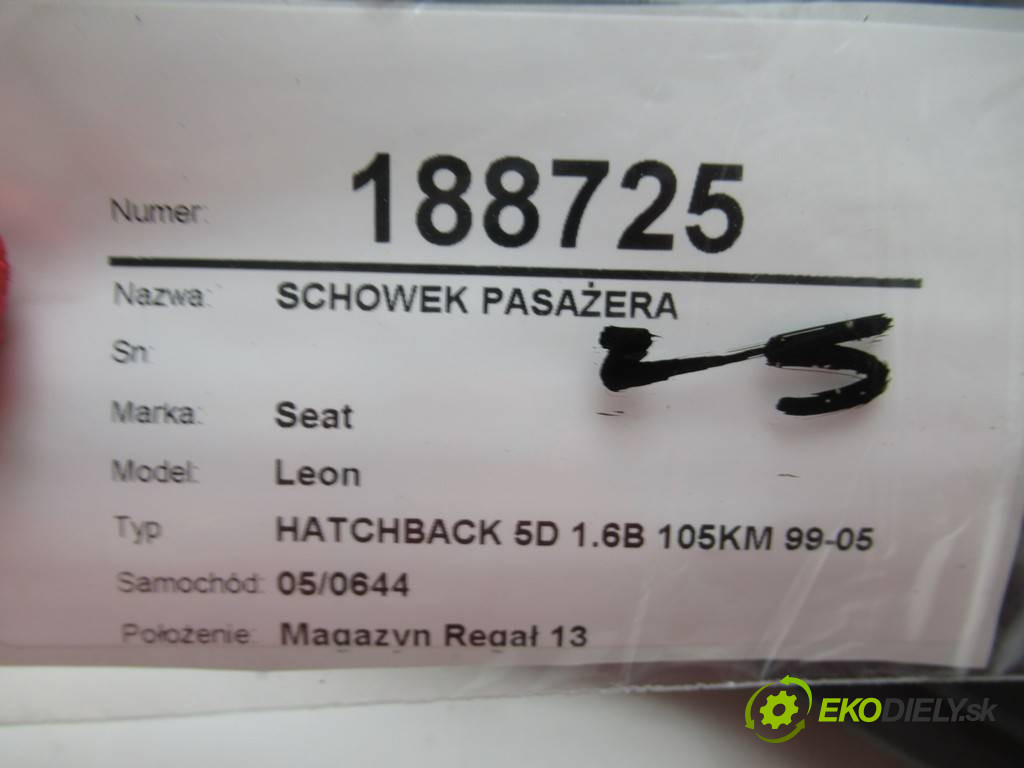 Numer: 188725
Nazwa: SCHOWEK PASAŻERA
Sn:
Marka: Seat
Model: Leon
Typ HATCHBACK 5D 1.6B 105KM 99-05
Samochód: 05/0644
Położenie: Magazyn Regał 13
EKODIELY.sk